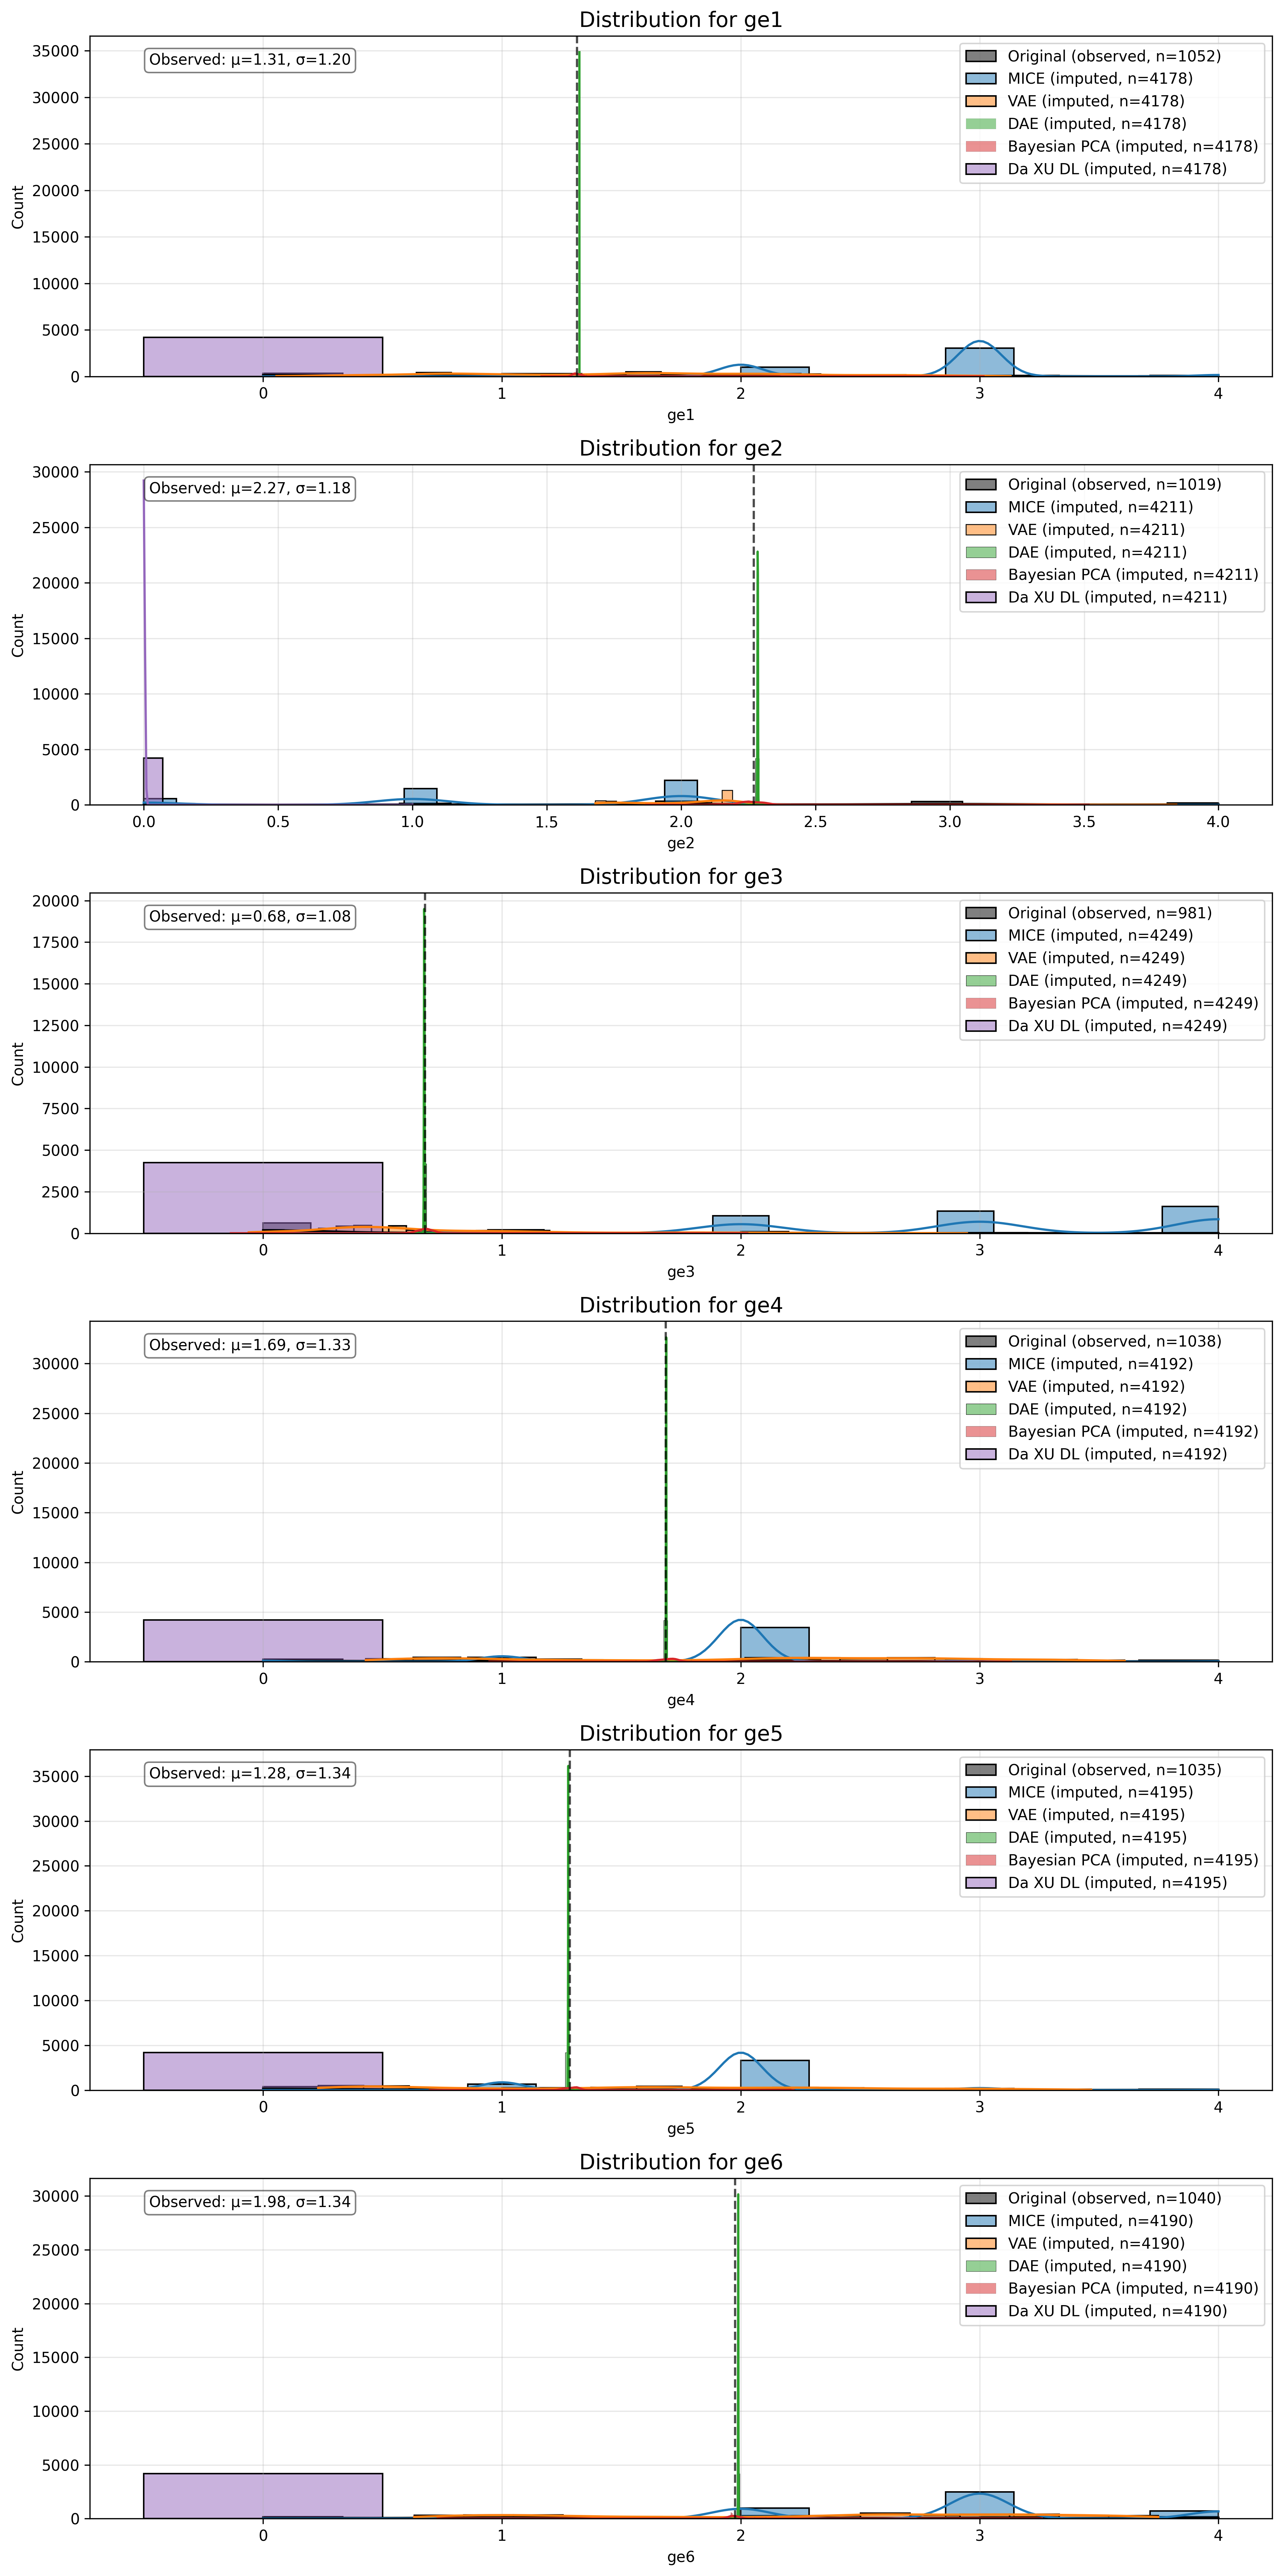 Distribution for ge1
35000
30000
25000
20000
15000
10000
5000
0
Count
Observed: μ=1.31, σ=1.20
Original (observed, n=1052)
MICE (imputed, n=4178)
VAE (imputed, n=4178)
DAE (imputed, n=4178)
Bayesian PCA (imputed, n=4178)
Da XU DL (imputed, n=4178)
0 1 2 3 4
ge1
Distribution for ge2
30000
25000
20000
15000
10000
5000
0
Count
Observed: μ=2.27, σ=1.18
Original (observed, n=1019)
MICE (imputed, n=4211)
VAE (imputed, n=4211)
DAE (imputed, n=4211)
Bayesian PCA (imputed, n=4211)
Da XU DL (imputed, n=4211)
0.0 0.5 1.0 1.5 2.0 2.5 3.0 3.5 4.0
ge2
Distribution for ge3
20000
17500
15000
12500
10000
7500
5000
2500
0
Count
Observed: μ=0.68, σ=1.08
Original (observed, n=981)
MICE (imputed, n=4249)
VAE (imputed, n=4249)
DAE (imputed, n=4249)
Bayesian PCA (imputed, n=4249)
Da XU DL (imputed, n=4249)
0 1 2 3 4
ge3
Distribution for ge4
30000
25000
20000
15000
10000
5000
0
Count
Observed: μ=1.69, σ=1.33
Original (observed, n=1038)
MICE (imputed, n=4192)
VAE (imputed, n=4192)
DAE (imputed, n=4192)
Bayesian PCA (imputed, n=4192)
Da XU DL (imputed, n=4192)
0 1 2 3 4
ge4
Distribution for ge5
35000
30000
25000
20000
15000
10000
5000
0
Count
Observed: μ=1.28, σ=1.34
Original (observed, n=1035)
MICE (imputed, n=4195)
VAE (imputed, n=4195)
DAE (imputed, n=4195)
Bayesian PCA (imputed, n=4195)
Da XU DL (imputed, n=4195)
0 1 2 3 4
ge5
Distribution for ge6
30000
25000
20000
15000
10000
5000
0
Count
Observed: μ=1.98, σ=1.34
Original (observed, n=1040)
MICE (imputed, n=4190)
VAE (imputed, n=4190)
DAE (imputed, n=4190)
Bayesian PCA (imputed, n=4190)
Da XU DL (imputed, n=4190)
0 1 2 3 4
ge6